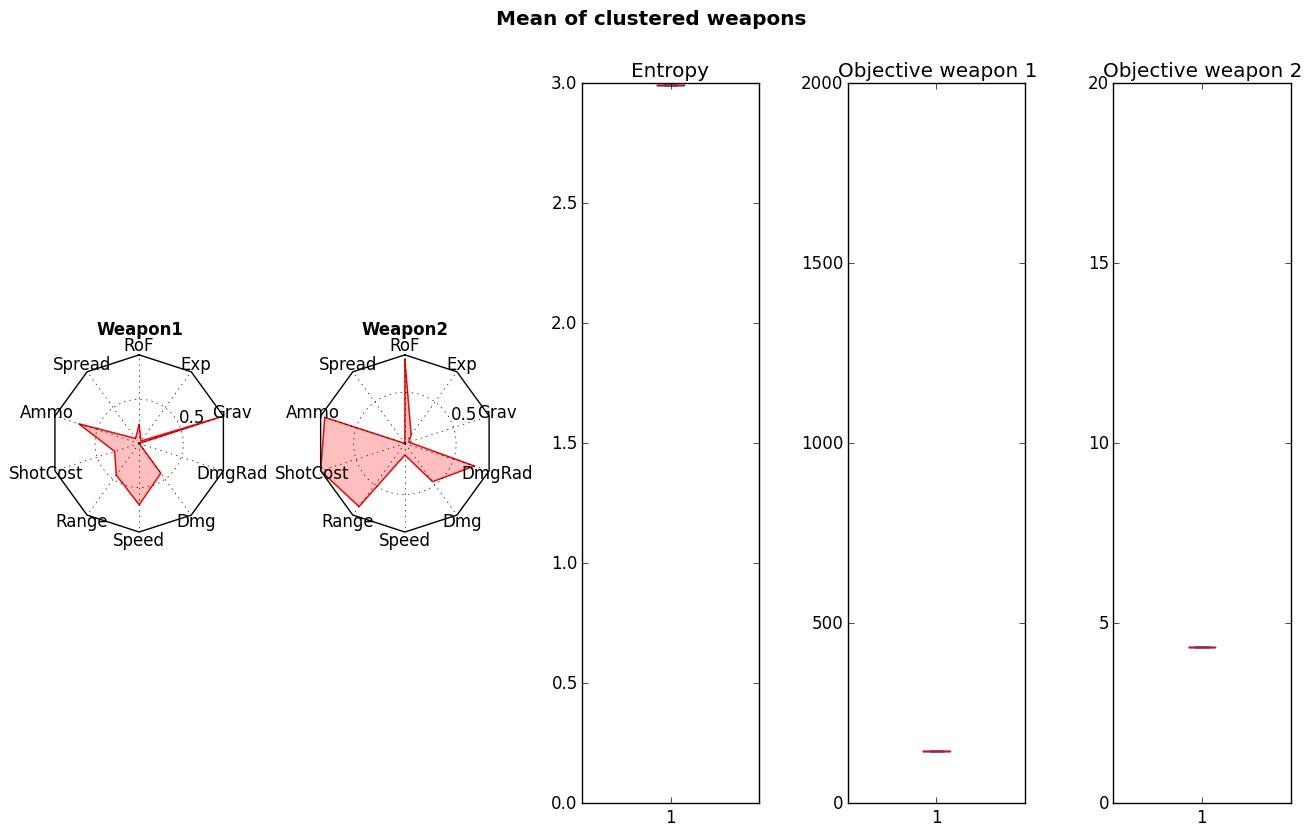 Mean of clustered weapons
Weapon1
RoF
Spread
Exp
Ammo
0.5
Grav
ShotCost
DmgRad
Range
Dmg
Speed
Weapon2
RoF
Spread
Exp
Ammo
0.5
Grav
ShotCost
DmgRad
Range
Dmg
Speed
Entropy
3.0
2.5
2.0
1.5
1.0
0.5
0.0
1
Objective weapon 1
2000
1500
1000
500
0
1
Objective weapon 2
20
15
10
5
0
1